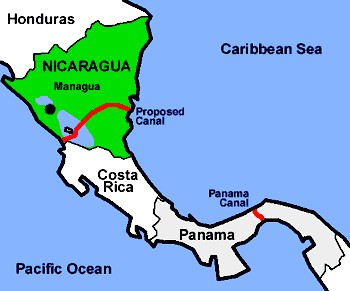 Honduras
Caribbean Sea
NICARAGUA
Managua
Proposed
Canal
Costa
Rica
Panama
Canal
Panama
Pacific Ocean